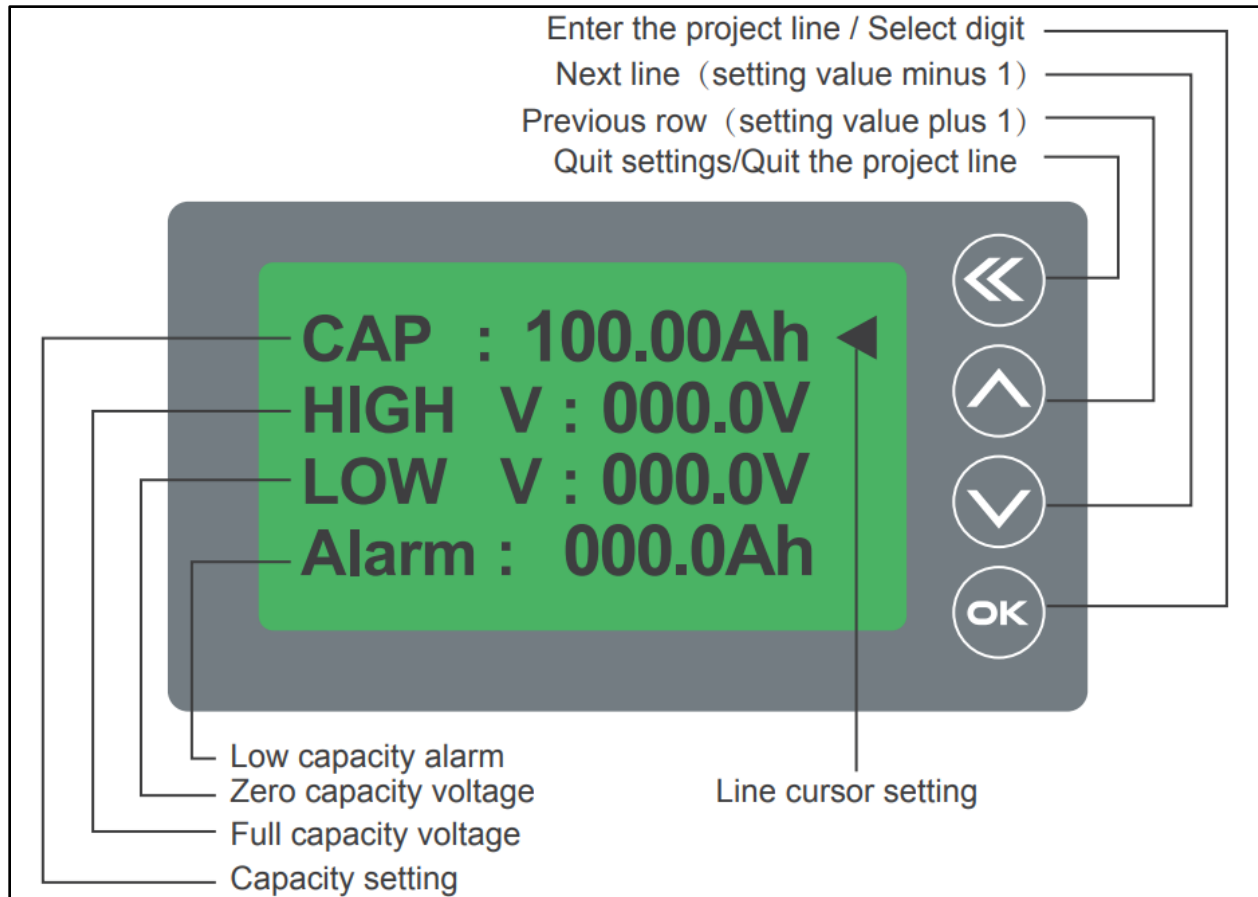 Enter the project line / Select digit
Next line（setting value minus 1）
Previous row（setting value plus 1）
Quit settings/Quit the project line
CAP : 100.00Ah
HIGH V : 000.0V
LOW V : 000.0V
Alarm : 000.0Ah
OK
Low capacity alarm
Zero capacity voltage
Line cursor setting
Full capacity voltage
Capacity setting